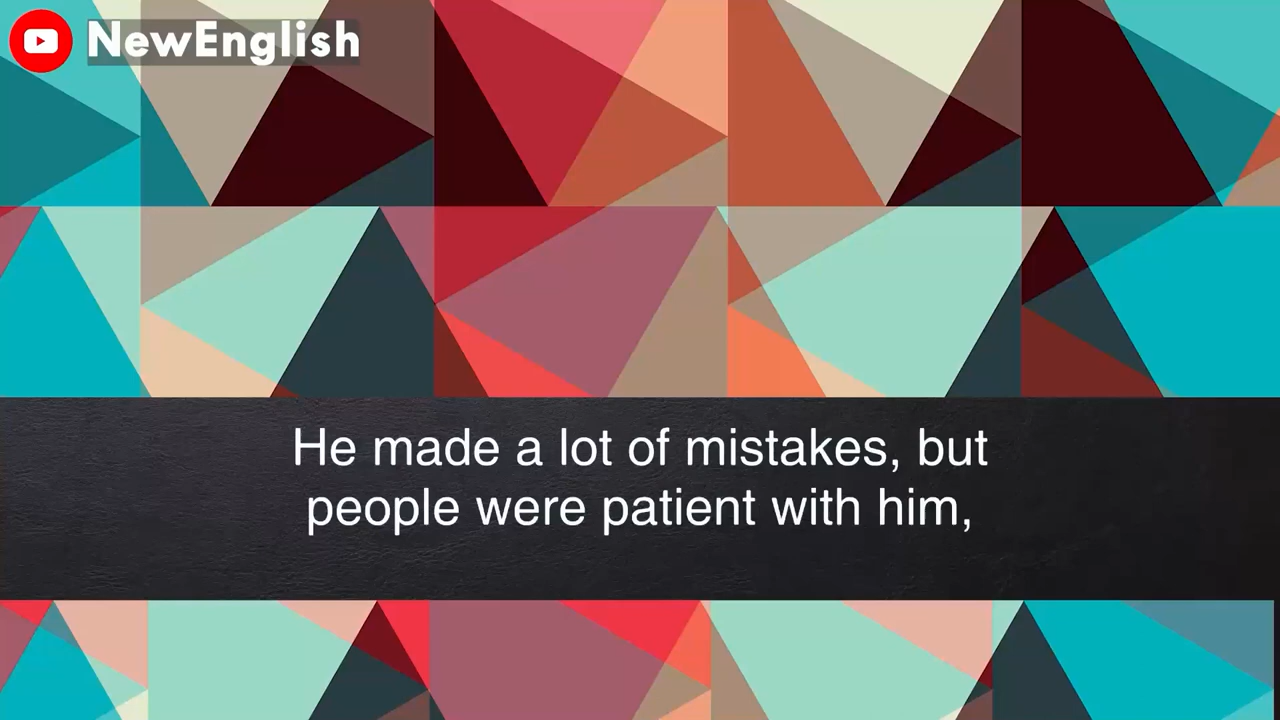 NewEnglish
He made a lot of mistakes, but
people were patient with him,